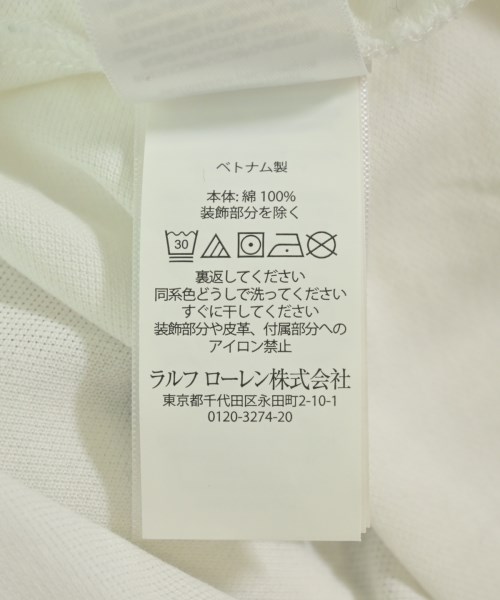 ベトナム製
本体: 綿 100%
装飾部分を除く
30
裏返してください
同系色どうしで洗ってください
すぐに干してください
装飾部分や皮革、付属部分への
アイロン禁止
ラルフ ローレン株式会社
東京都千代田区永田町2-10-1
0120-3274-20